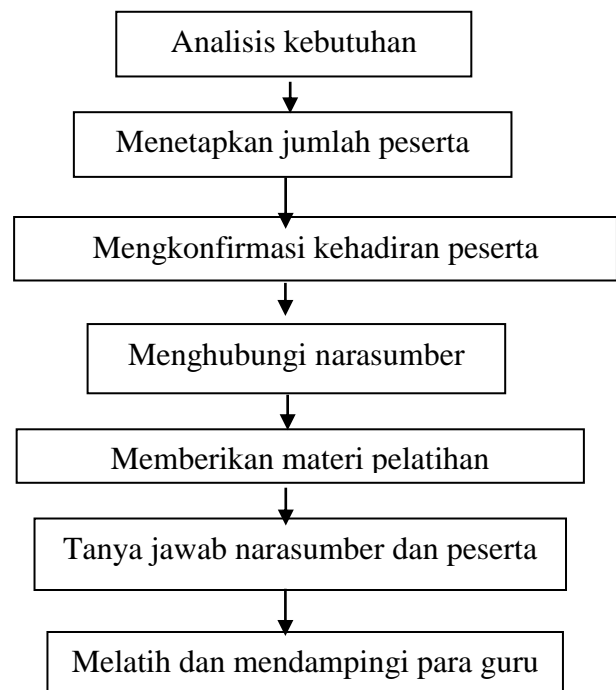 Analisis kebutuhan
Menetapkan jumlah peserta
Mengkonfirmasi kehadiran peserta
Menghubungi narasumber
Memberikan materi pelatihan
Tanya jawab narasumber dan peserta
Melatih dan mendampingi para guru